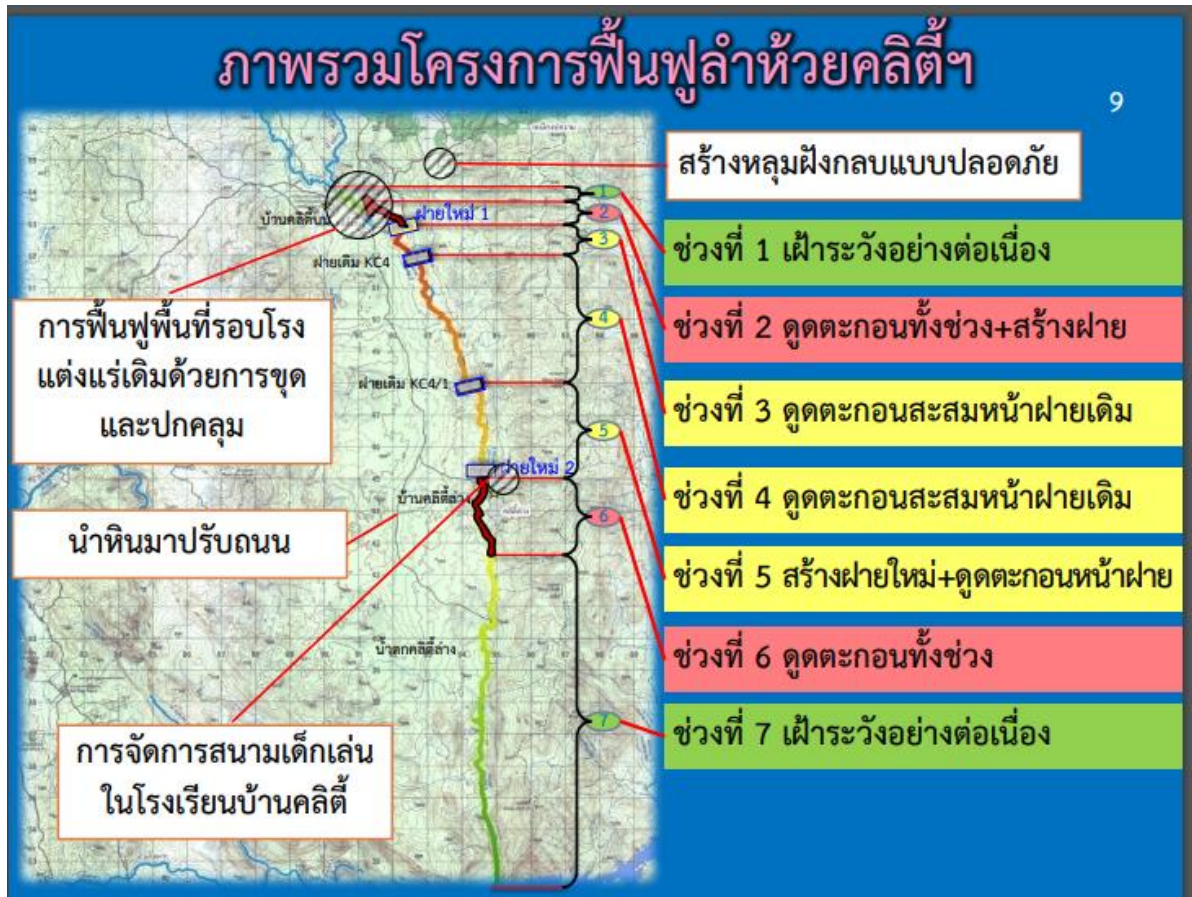 ภาพรวมโครงการฟื้นฟูลำห้วยคลิตี้ฯ
9
สร้างหลุมฝังกลบแบบปลอดภัย
1
บ้านคลิตี้บน
ฝายใหม่ 1
2
3
ช่วงที่ 1 เฝ้าระวังอย่างต่อเนื่อง
ฝายเดิม KC4
การฟื้นฟูพื้นที่รอบโรง
แต่งแร่เดิมด้วยการขุด
และปกคลุม
4
ช่วงที่ 2 ดูดตะกอนทั้งช่วง+สร้างฝาย
ฝายเดิม KC4/1
ช่วงที่ 3 ดูดตะกอนสะสมหน้าฝายเดิม
5
ฝายใหม่ 2
บ้านคลิตี้ล่าง
ช่วงที่ 4 ดูดตะกอนสะสมหน้าฝายเดิม
นำหินมาปรับถนน
6
ช่วงที่ 5 สร้างฝายใหม่+ดูดตะกอนหน้าฝาย
น้ำตกคลิตี้ล่าง
ช่วงที่ 6 ดูดตะกอนทั้งช่วง
7
ช่วงที่ 7 เฝ้าระวังอย่างต่อเนื่อง
การจัดการสนามเด็กเล่น
ในโรงเรียนบ้านคลิตี้